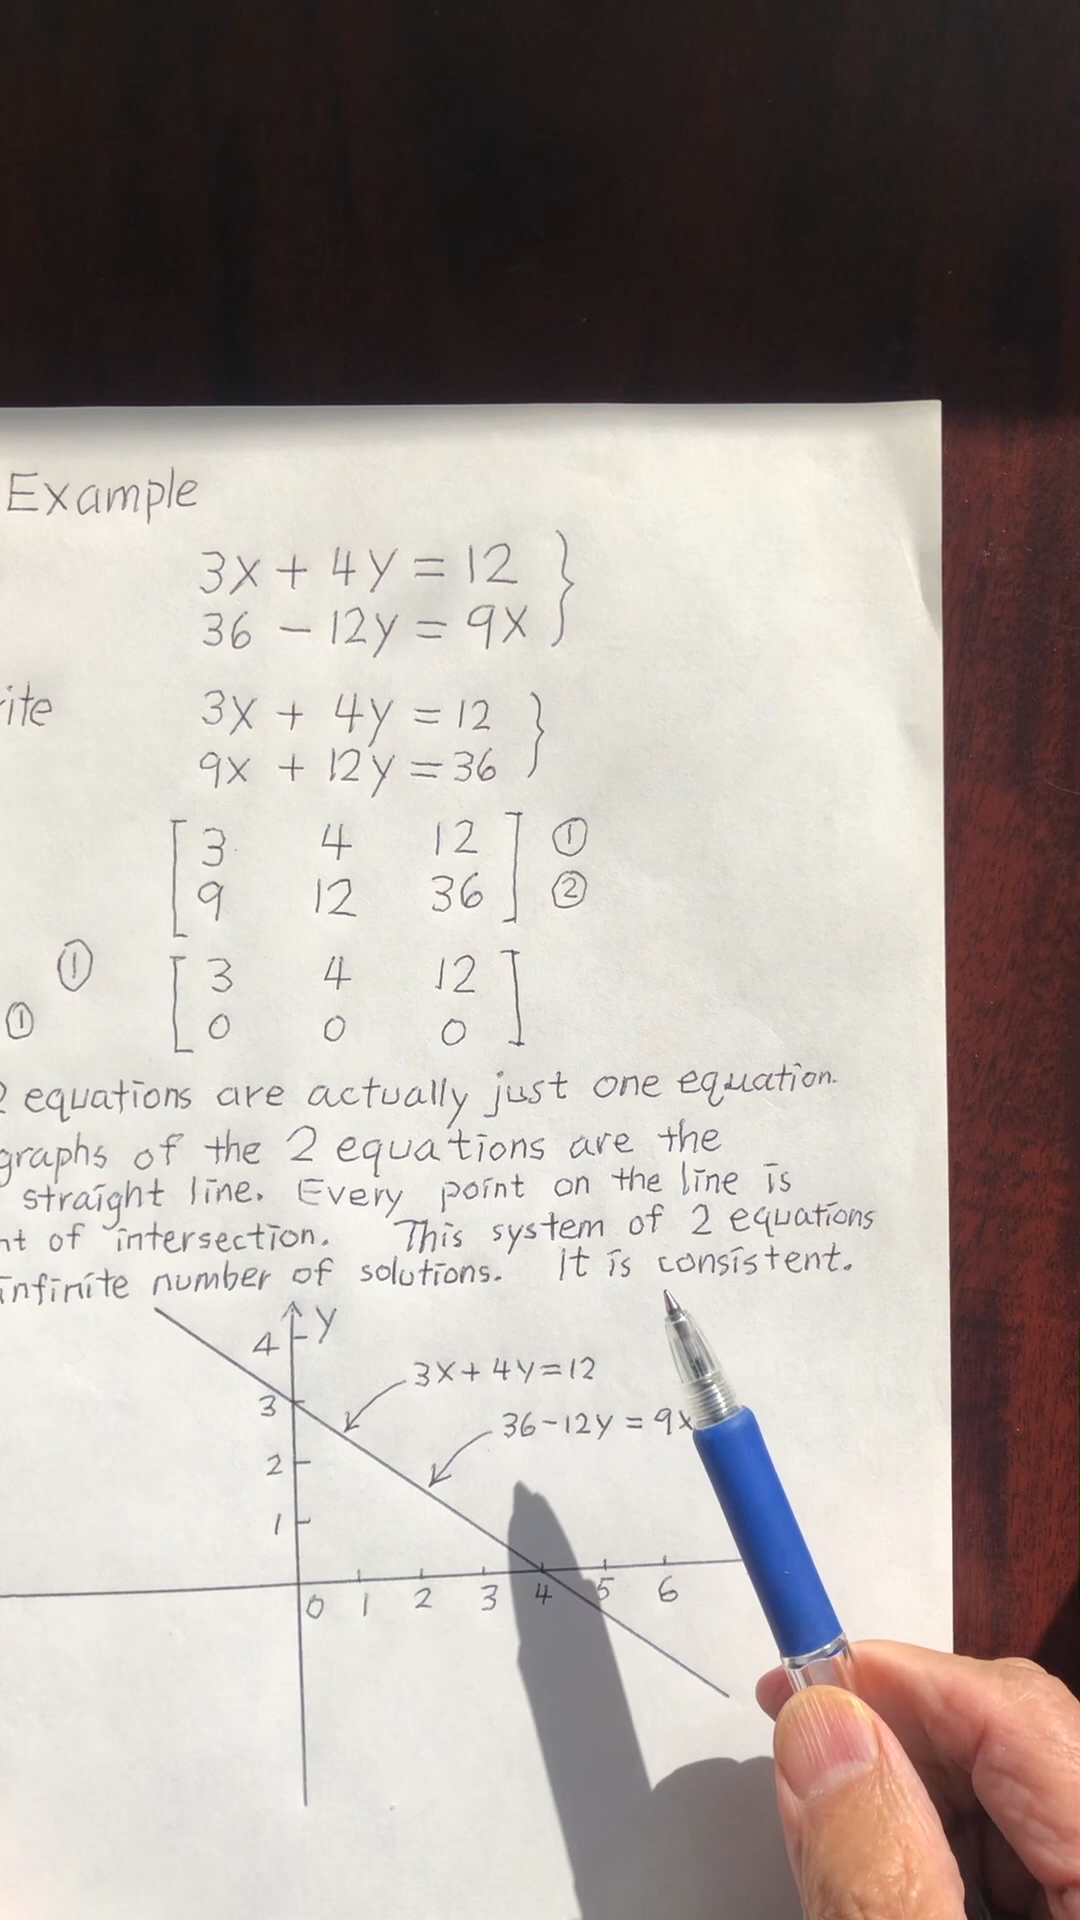 Example
3x + 4y = 12 }
36 - 12y = 9x
3x + 4y = 12 }
9x + 12y = 36
[ 3 4 12 ] ①
9 12 36 ②
① [ 3 4 12 ]
① 0 0 0
2 equations are actually just one equation.
graphs of the 2 equations are the
straight line. Every point on the line is
of intersection. This system of 2 equations
infinite number of solutions. It is consistent.
y
4
3x + 4y = 12
3
36 - 12y = 9x
2
1
0 1 2 3 4 5 6